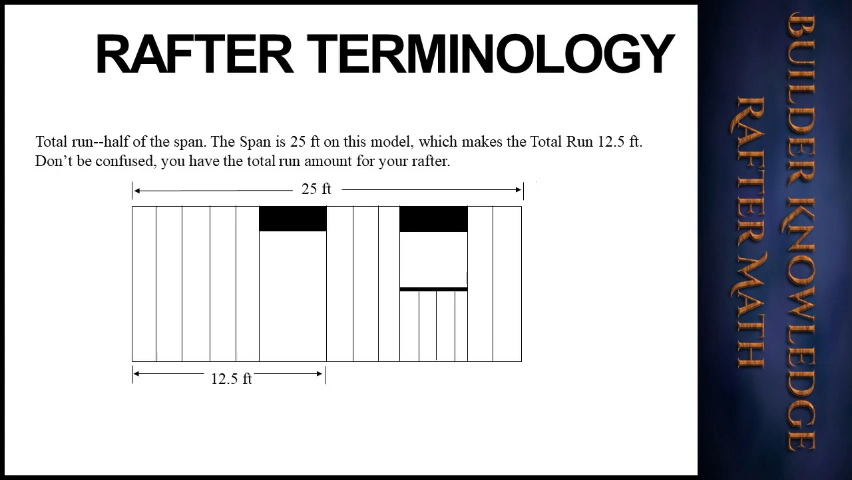 RAFTER TERMINOLOGY
Total run--half of the span. The Span is 25 ft on this model, which makes the Total Run 12.5 ft.
Don’t be confused, you have the total run amount for your rafter.
25 ft
12.5 ft
BUILDER KNOWLEDGE
RAFTER MATH